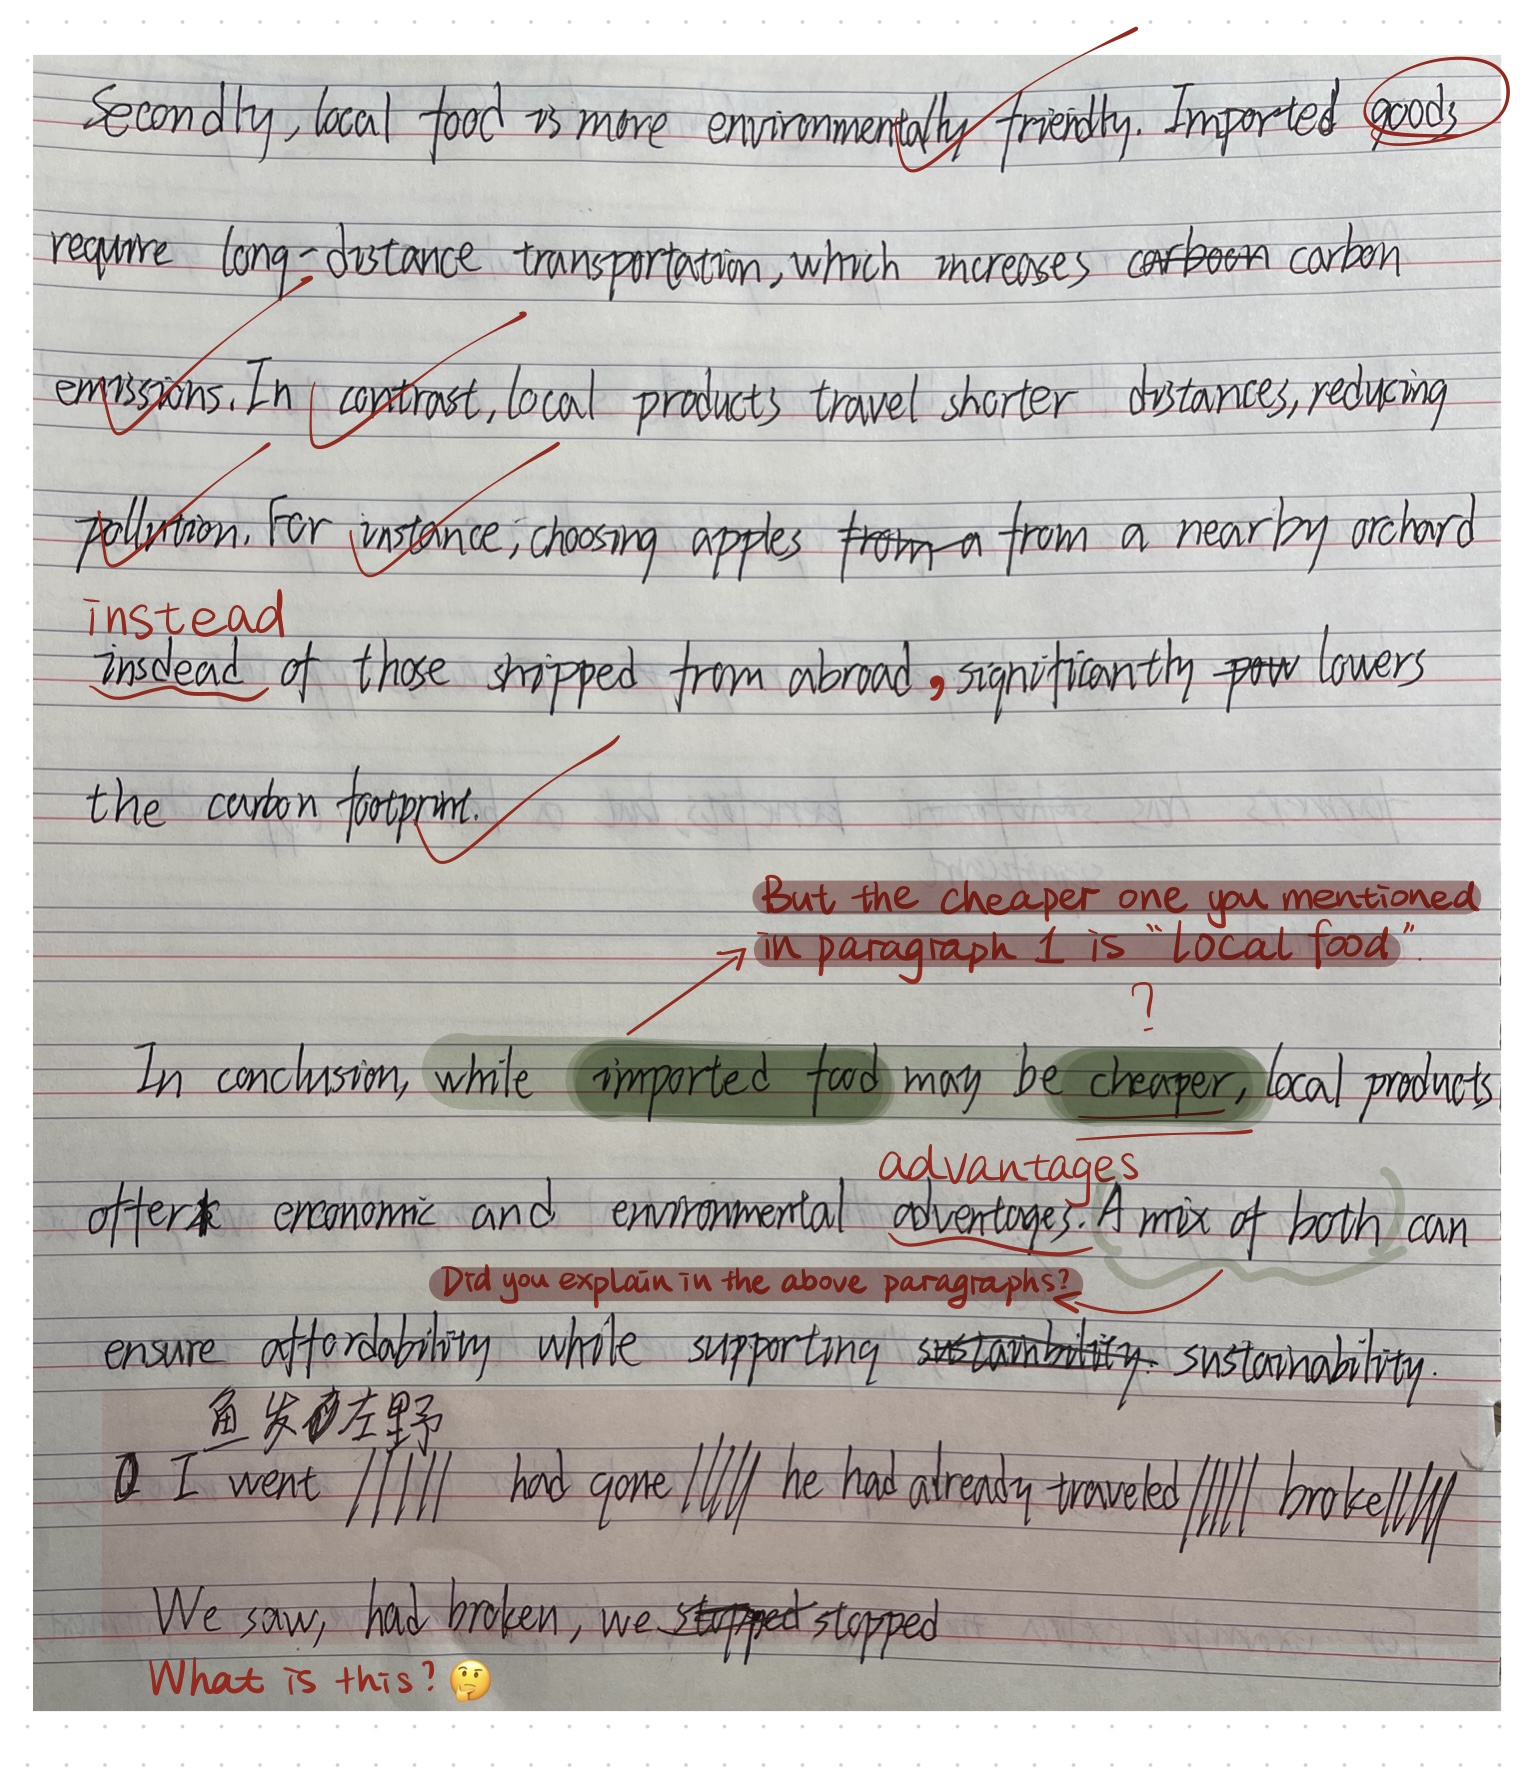 Secondly, local food is more environmentally friendly. Imported goods
require long-distance transportation, which increases carboon carbon
emissions. In contrast, local products travel shorter distances, reducing
pollution. For instance, choosing apples from a from a nearby orchard
instead
insdead of those shipped from abroad, significantly pow lowers
the carbon footprint.
But the cheaper one you mentioned
in paragraph 1 is "local food".
?
In conclusion, while imported food may be cheaper, local products
advantages
offer enconomic and environmental adventages. A mix of both can
Did you explain in the above paragraphs?
ensure affordability while supporting sustainbility. sustainability.
鱼发左野
I went ///// had gone ///// he had already traveled ///// broke/////
We saw, had broken, we stopped stopped
What is this? 🤔